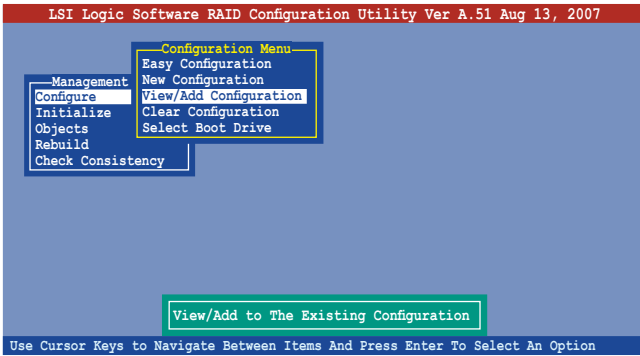 LSI Logic Software RAID Configuration Utility Ver A.51 Aug 13, 2007
Configuration Menu
Easy Configuration
New Configuration
View/Add Configuration
Clear Configuration
Select Boot Drive
Management
Configure
Initialize
Objects
Rebuild
Check Consistency
View/Add to The Existing Configuration
Use Cursor Keys to Navigate Between Items And Press Enter To Select An Option